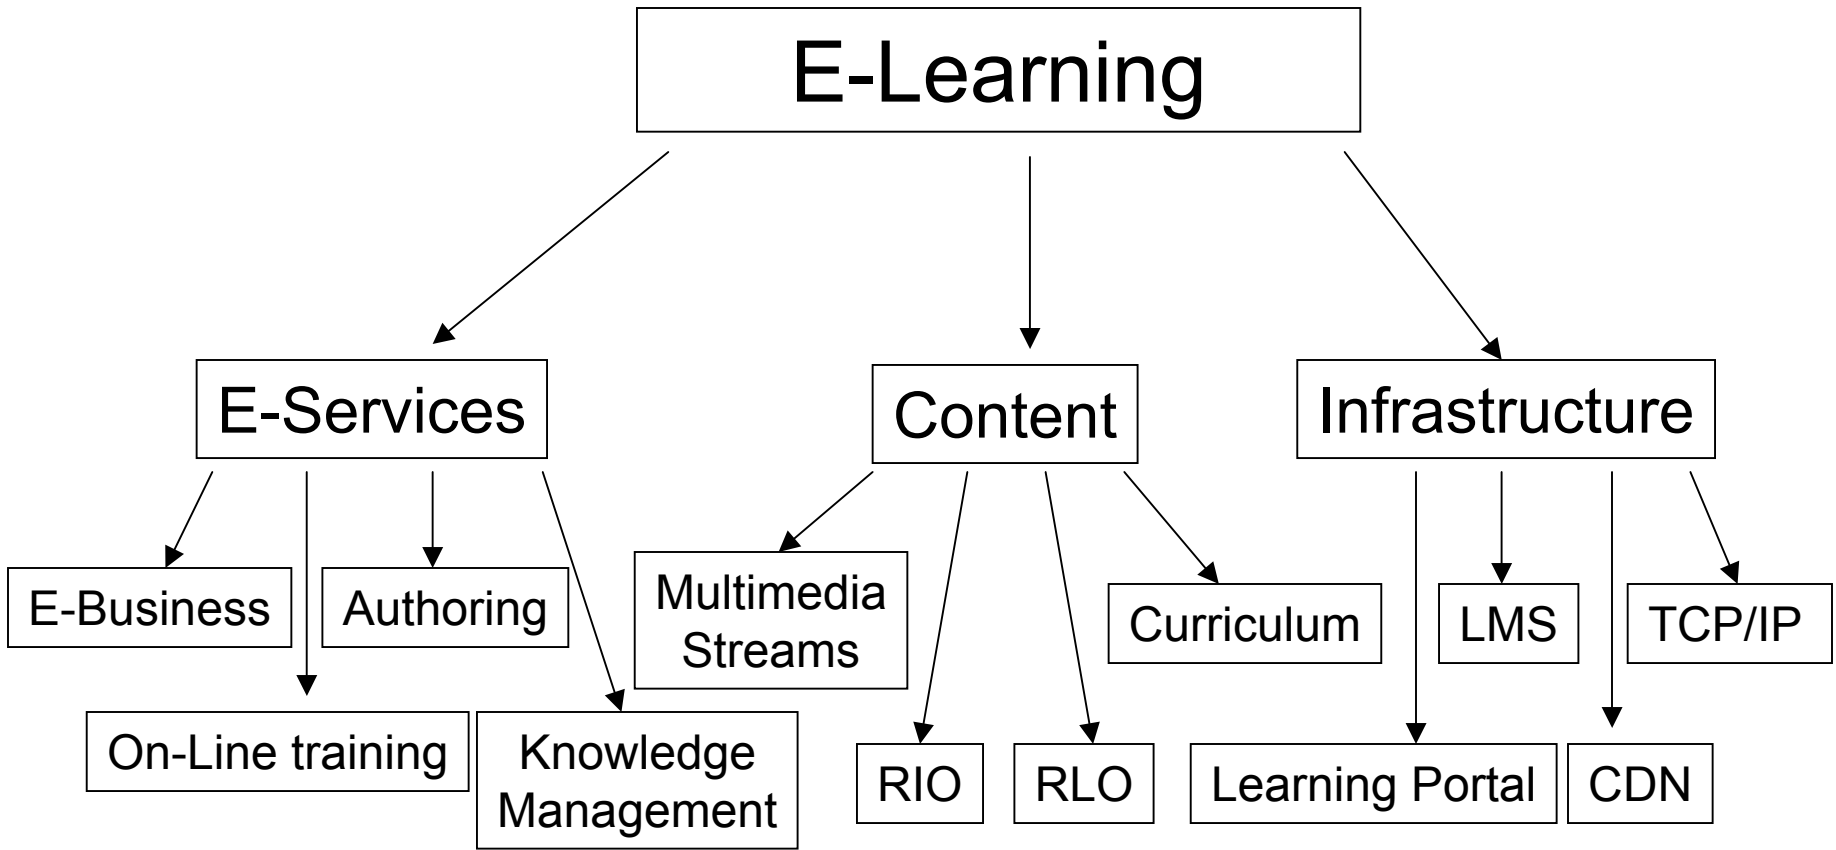 E-Learning
E-Services
Content
Infrastructure
E-Business
Authoring
Multimedia
Streams
Curriculum
LMS
TCP/IP
On-Line training
Knowledge
Management
RIO
RLO
Learning Portal
CDN